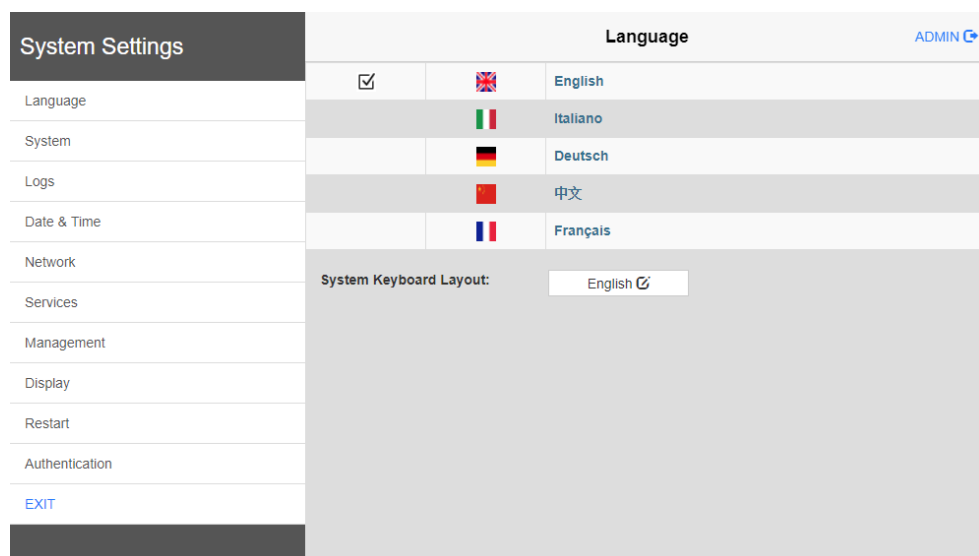 System Settings
Language
System
Logs
Date & Time
Network
Services
Management
Display
Restart
Authentication
EXIT
Language
ADMIN
English
Italiano
Deutsch
中文
Français
System Keyboard Layout:
English